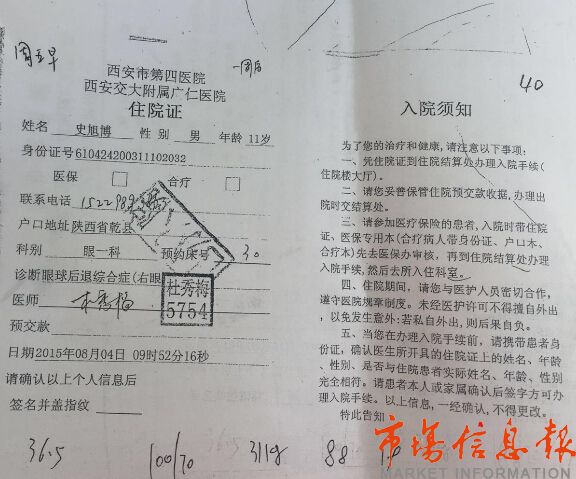 周五早
一周后
西安市第四医院
西安交大附属广仁医院
住院证
姓名 史旭博 性别 男 年龄 11岁
身份证号610424200311102032
医保 合疗
联系电话
户口地址陕西省乾县
科别 眼一科 预约床号 30
诊断眼球后退综合症(右眼
医师 杜秀梅
杜秀梅
5754
预交款
日期2015年08月04日 09时52分16秒
请确认以上个人信息后
签名并盖指纹
36.5 100/70
40
入院须知
为了您的治疗和健康,请注意以下事项:
一、先住院证到住院结算处办理入院手续(
住院楼大厅)。
二、请您妥善保管住院预交款收据,办理出
院时交结算处。
三、请参加医疗保险的患者,入院时带住院
证、医保专用本(合疗病人带身份证、户口本、
合疗本)先去医保办审核,再到住院结算处办理
入院手续,然后去所入住科室。
四、住院期间,请您与医护人员密切合作,
遵守医院规章制度。未经医护许可不得擅自外出
,以免发生意外:若私自外出,则后果自负。
五、当您在办理入院手续前,请携带患者身
份证,确认医生所开具的住院证上的姓名、年龄
、性别、是否与住院患者实际姓名、年龄、性别
完全相符。请患者本人或家属确认后签字方可办
理入院手续。以上信息,一经确认,不得更改。
特此告知
88
市场信息报
MARKET INFORMATION